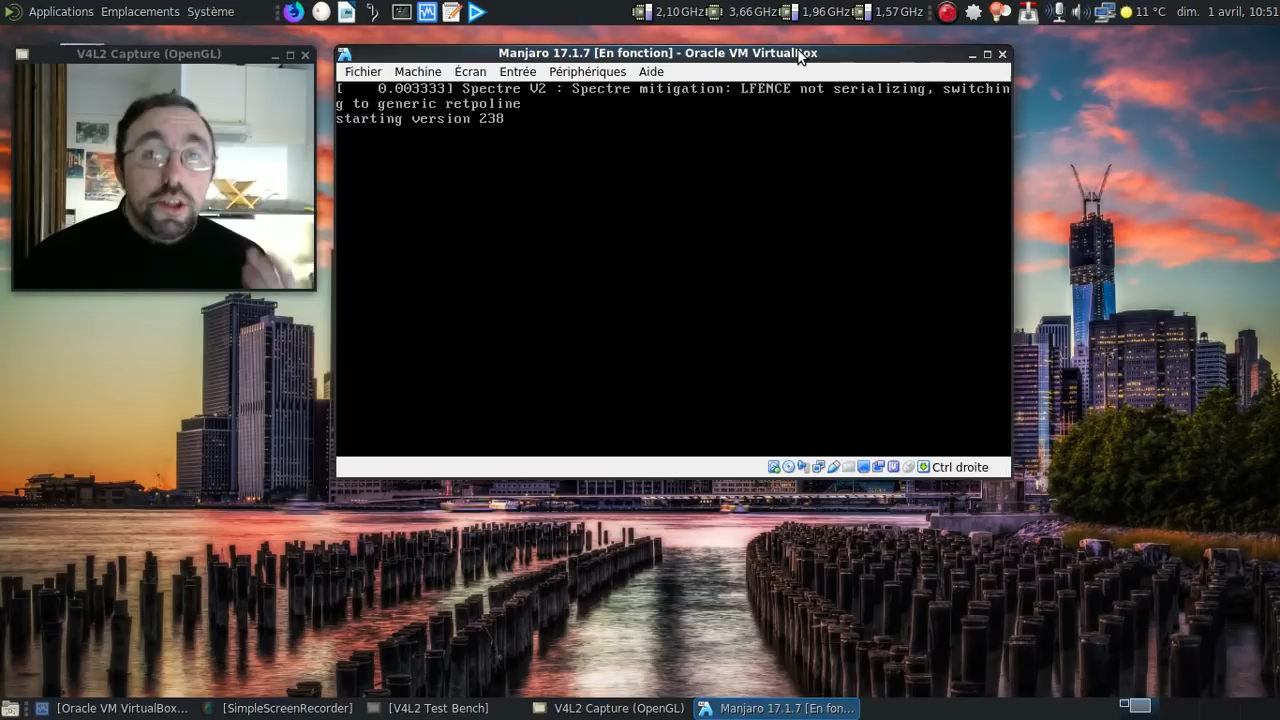 Applications Emplacements Système
2,10 GHz 3,66 GHz 1,96 GHz 1,57 GHz 11 °C dim. 1 avril, 10:51
V4L2 Capture (OpenGL)
Manjaro 17.1.7 [En fonction] - Oracle VM VirtualBox
Fichier Machine Écran Entrée Périphériques Aide
[    0.003333] Spectre V2 : Spectre mitigation: LFENCE not serializing, switchin
g to generic retpoline
starting version 238
Ctrl droite
[Oracle VM VirtualBox... [SimpleScreenRecorder] [V4L2 Test Bench] V4L2 Capture (OpenGL) Manjaro 17.1.7 [En fon...